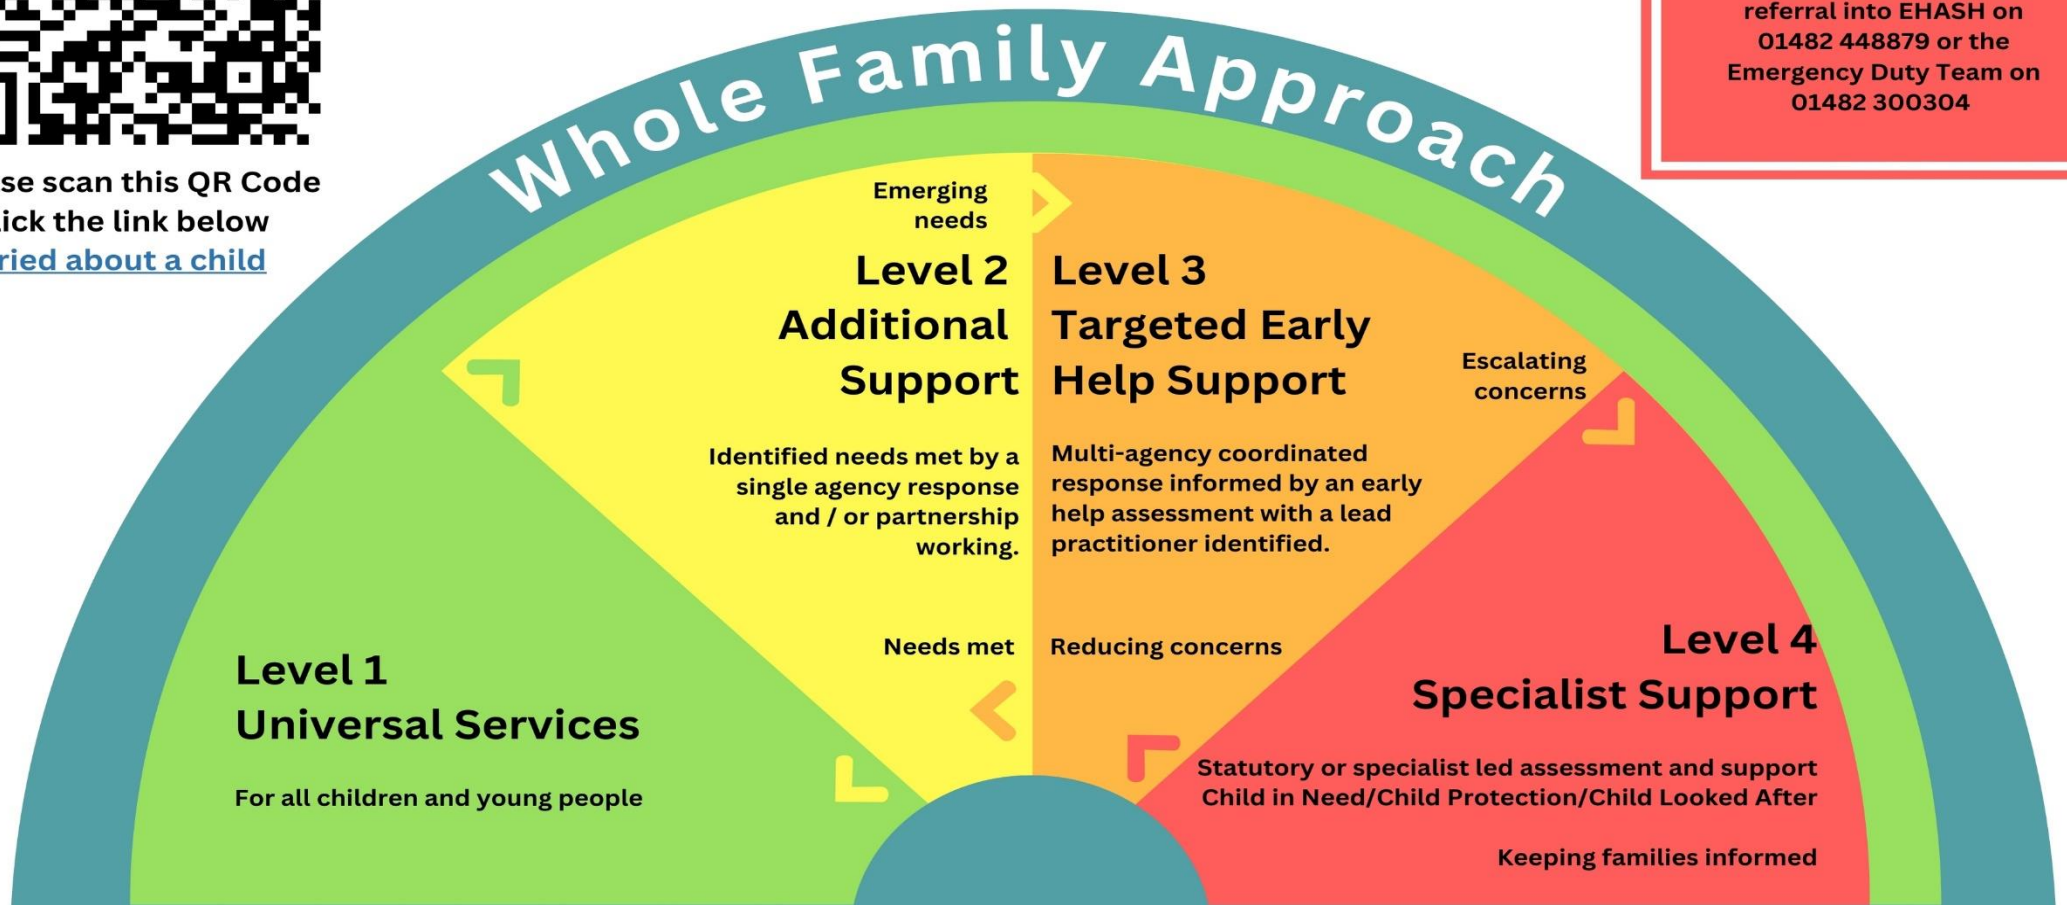 se scan this QR Code
ick the link below
ried about a child
Whole Family Approach
referral into EHASH on
01482 448879 or the
Emergency Duty Team on
01482 300304
Emerging
needs
Level 2
Additional
Support
Identified needs met by a
single agency response
and / or partnership
working.
Needs met
Level 3
Targeted Early
Help Support
Escalating
concerns
Multi-agency coordinated
response informed by an early
help assessment with a lead
practitioner identified.
Reducing concerns
Level 1
Universal Services
For all children and young people
Level 4
Specialist Support
Statutory or specialist led assessment and support
Child in Need/Child Protection/Child Looked After
Keeping families informed